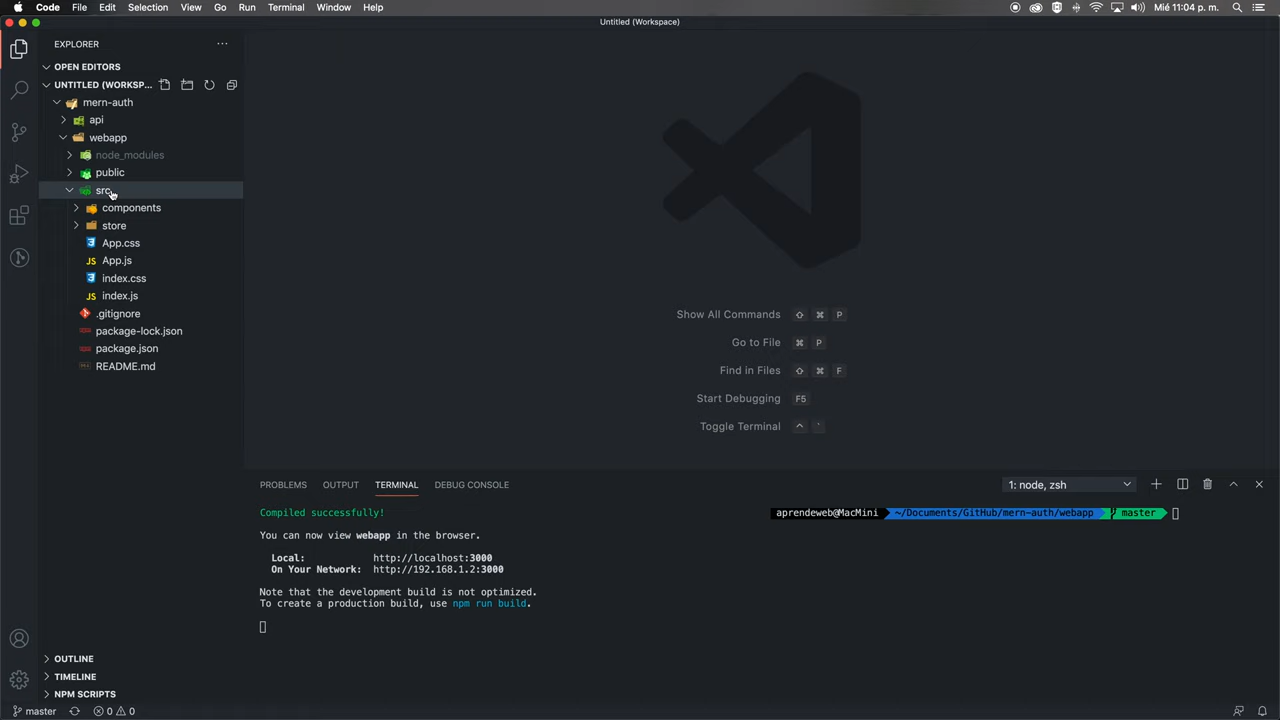 Code File Edit Selection View Go Run Terminal Window Help Mié 11:04 p. m.
Untitled (Workspace)
EXPLORER
OPEN EDITORS
UNTITLED (WORKSP...
mern-auth
api
webapp
node_modules
public
src
components
store
App.css
JS App.js
index.css
JS index.js
.gitignore
package-lock.json
package.json
README.md
OUTLINE
TIMELINE
NPM SCRIPTS
Show All Commands ⇧ ⌘ P
Go to File ⌘ P
Find in Files ⇧ ⌘ F
Start Debugging F5
Toggle Terminal ^ `
PROBLEMS OUTPUT TERMINAL DEBUG CONSOLE 1: node, zsh
Compiled successfully!
You can now view webapp in the browser.
Local: http://localhost:3000
On Your Network: http://192.168.1.2:3000
Note that the development build is not optimized.
To create a production build, use npm run build.
aprendeweb@MacMini ~/Documents/GitHub/mern-auth/webapp master
master 0 0